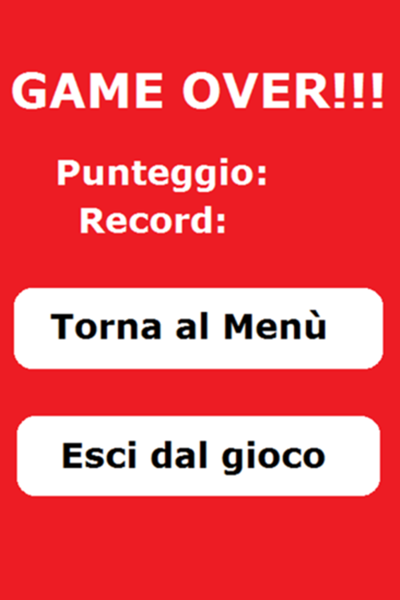 GAME OVER!!!
Punteggio:
Record:
Torna al Menù
Esci dal gioco